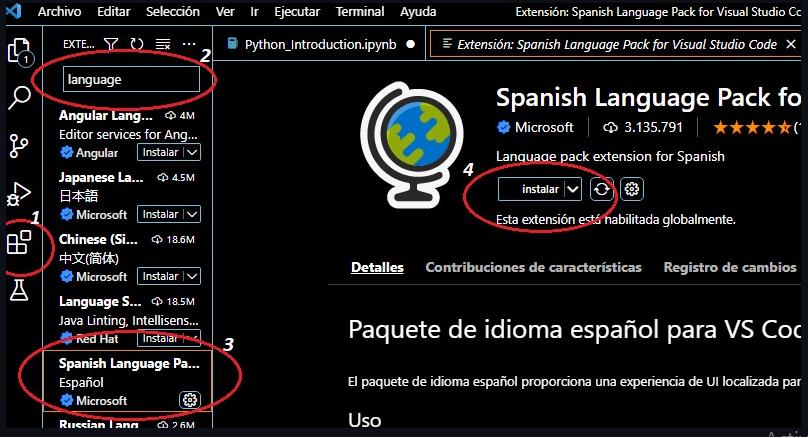 Archivo Editar Selección Ver Ir Ejecutar Terminal Ayuda Extensión: Spanish Language Pack for Visual Studio Co
EXTE... ... 2 Python_Introduction.ipynb Extensión: Spanish Language Pack for Visual Studio Code
1
language
Angular Lang... 4M
Editor services for Ang...
Angular Instalar
Japanese La... 4.5M
日本語
Microsoft Instalar
1
Chinese (Si... 18.6M
中文(简体)
Microsoft Instalar
Language S... 18.5M
Java Linting, Intellisens...
Red Hat Instalar
3
Spanish Language Pa...
Español
Microsoft
Russian Lang 2.6M
Spanish Language Pack fo
Microsoft 3.135.791 (1
Language pack extension for Spanish
4
instalar
Esta extensión está habilitada globalmente.
Detalles Contribuciones de características Registro de cambios
Paquete de idioma español para VS Cod
El paquete de idioma español proporciona una experiencia de UI localizada par
Uso